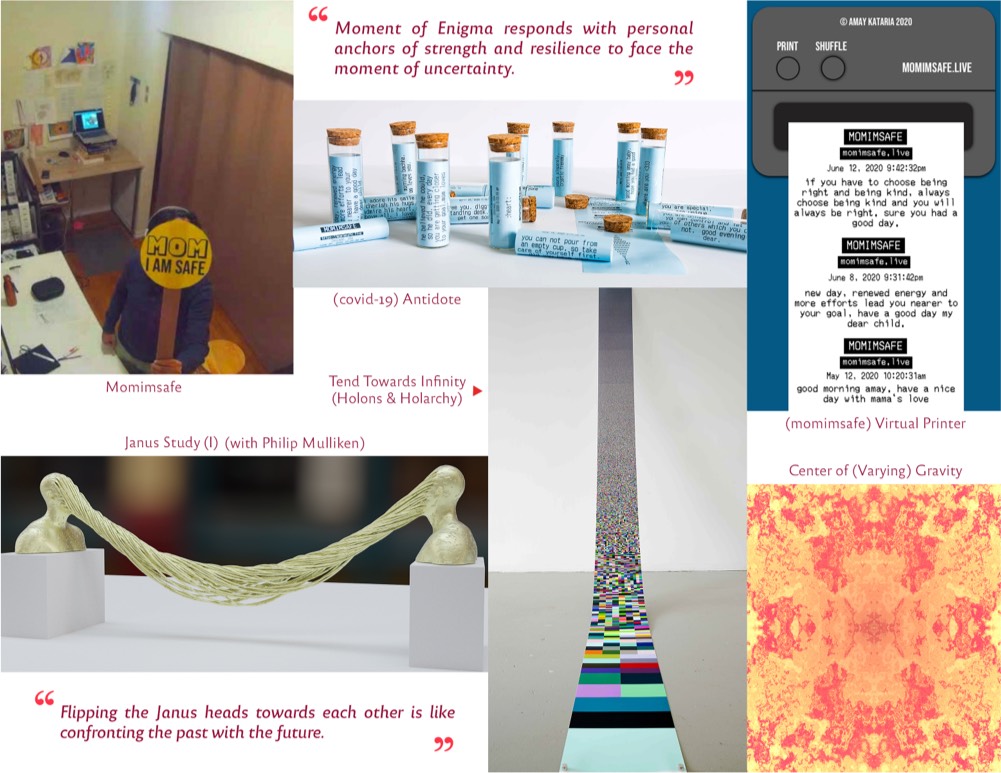 “ Moment of Enigma responds with personal
anchors of strength and resilience to face the
moment of uncertainty. ”
MOM
I AM SAFE
Momimsafe
you can not pour from
an empty cup, so take
care of yourself first.
(covid-19) Antidote
Tend Towards Infinity
(Holons & Holarchy)
© AMAY KATARIA 2020
PRINT SHUFFLE
MOMIMSAFE.LIVE
MOMIMSAFE
momimsafe.live
June 12, 2020 9:42:32pm
if you have to choose being
right and being kind, always
choose being kind and you will
always be right. sure you had a
good day.
MOMIMSAFE
momimsafe.live
June 8, 2020 9:31:42pm
new day, renewed energy and
more efforts lead you nearer to
your goal. have a good day my
dear child.
MOMIMSAFE
momimsafe.live
May 12, 2020 10:20:31am
good morning amay, have a nice
day with mama's love
(momimsafe) Virtual Printer
Janus Study (I) (with Philip Mulliken)
“ Flipping the Janus heads towards each other is like
confronting the past with the future. ”
Center of (Varying) Gravity